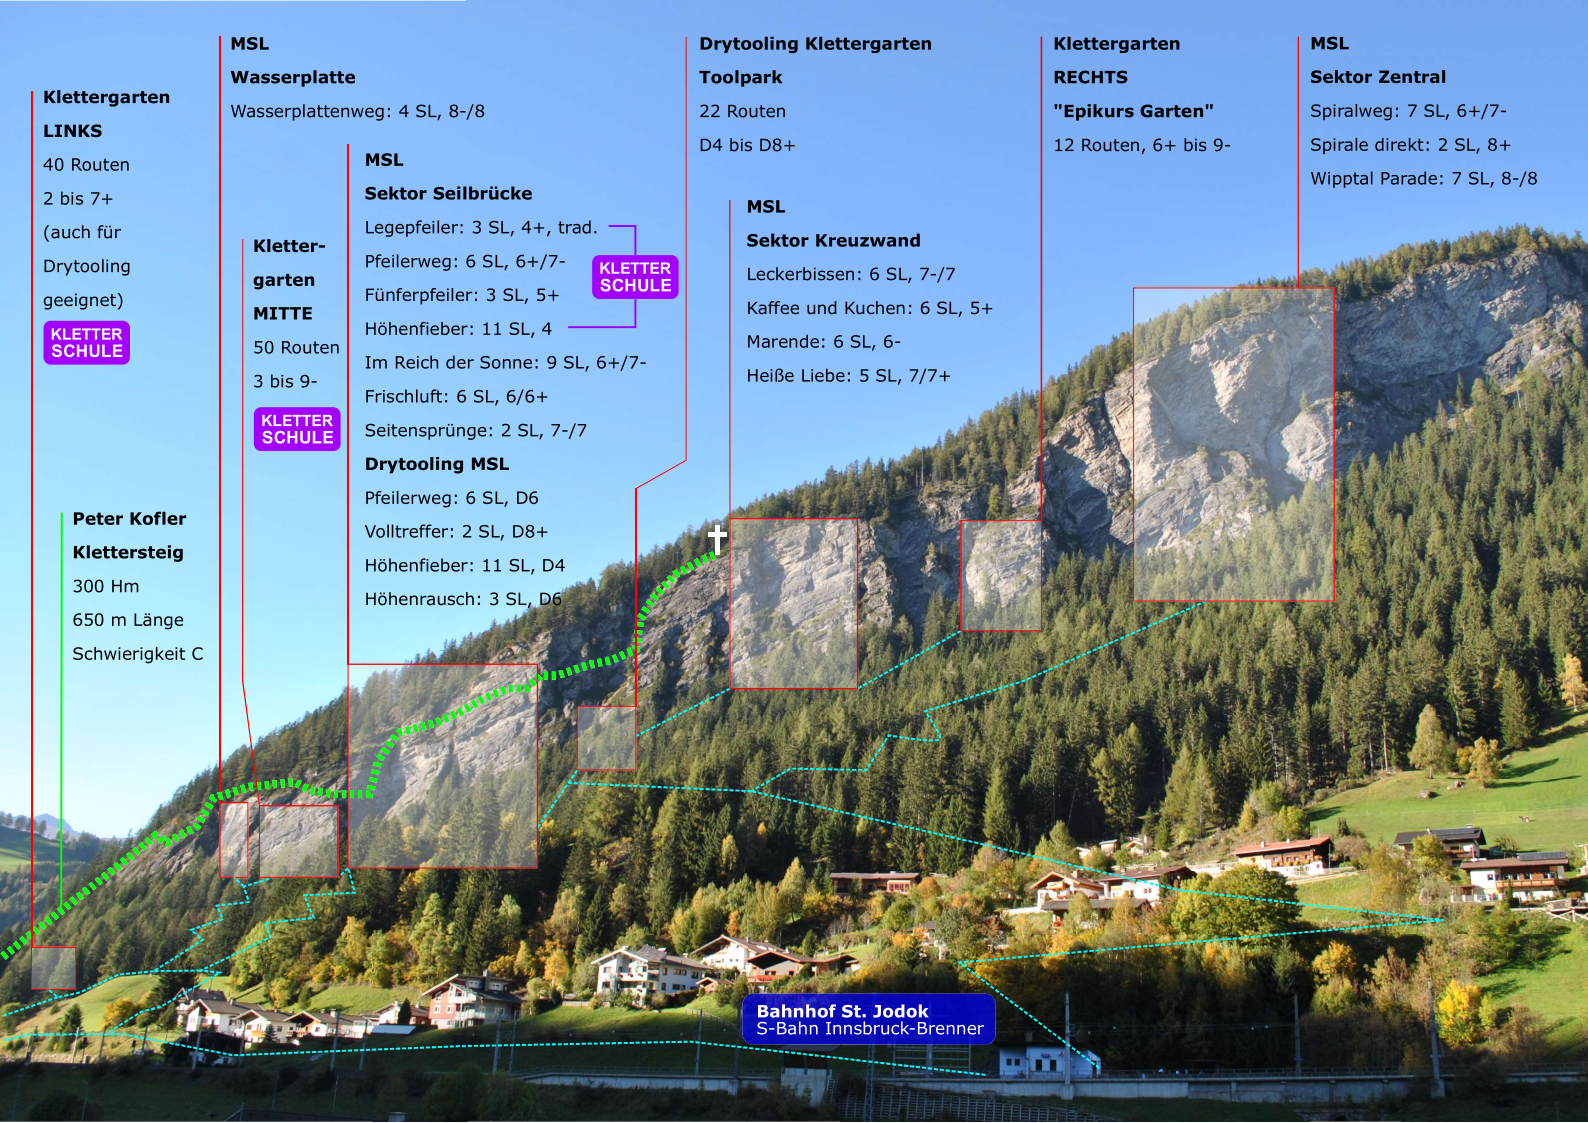 Klettergarten
LINKS
40 Routen
2 bis 7+
(auch für
Drytooling
geeignet)
KLETTER
SCHULE
Peter Kofler
Klettersteig
300 Hm
650 m Länge
Schwierigkeit C
MSL
Wasserplatte
Wasserplattenweg: 4 SL, 8-/8
Kletter-
garten
MITTE
50 Routen
3 bis 9-
KLETTER
SCHULE
MSL
Sektor Seilbrücke
Legepfeiler: 3 SL, 4+, trad.
Pfeilerweg: 6 SL, 6+/7-
Fünferpfeiler: 3 SL, 5+
Höhenfieber: 11 SL, 4
Im Reich der Sonne: 9 SL, 6+/7-
Frischluft: 6 SL, 6/6+
Seitensprünge: 2 SL, 7-/7
KLETTER
SCHULE
Drytooling MSL
Pfeilerweg: 6 SL, D6
Volltreffer: 2 SL, D8+
Höhenfieber: 11 SL, D4
Höhenrausch: 3 SL, D6
Drytooling Klettergarten
Toolpark
22 Routen
D4 bis D8+
MSL
Sektor Kreuzwand
Leckerbissen: 6 SL, 7-/7
Kaffee und Kuchen: 6 SL, 5+
Marende: 6 SL, 6-
Heiße Liebe: 5 SL, 7/7+
Klettergarten
RECHTS
"Epikurs Garten"
12 Routen, 6+ bis 9-
MSL
Sektor Zentral
Spiralweg: 7 SL, 6+/7-
Spirale direkt: 2 SL, 8+
Wipptal Parade: 7 SL, 8-/8
Bahnhof St. Jodok
S-Bahn Innsbruck-Brenner